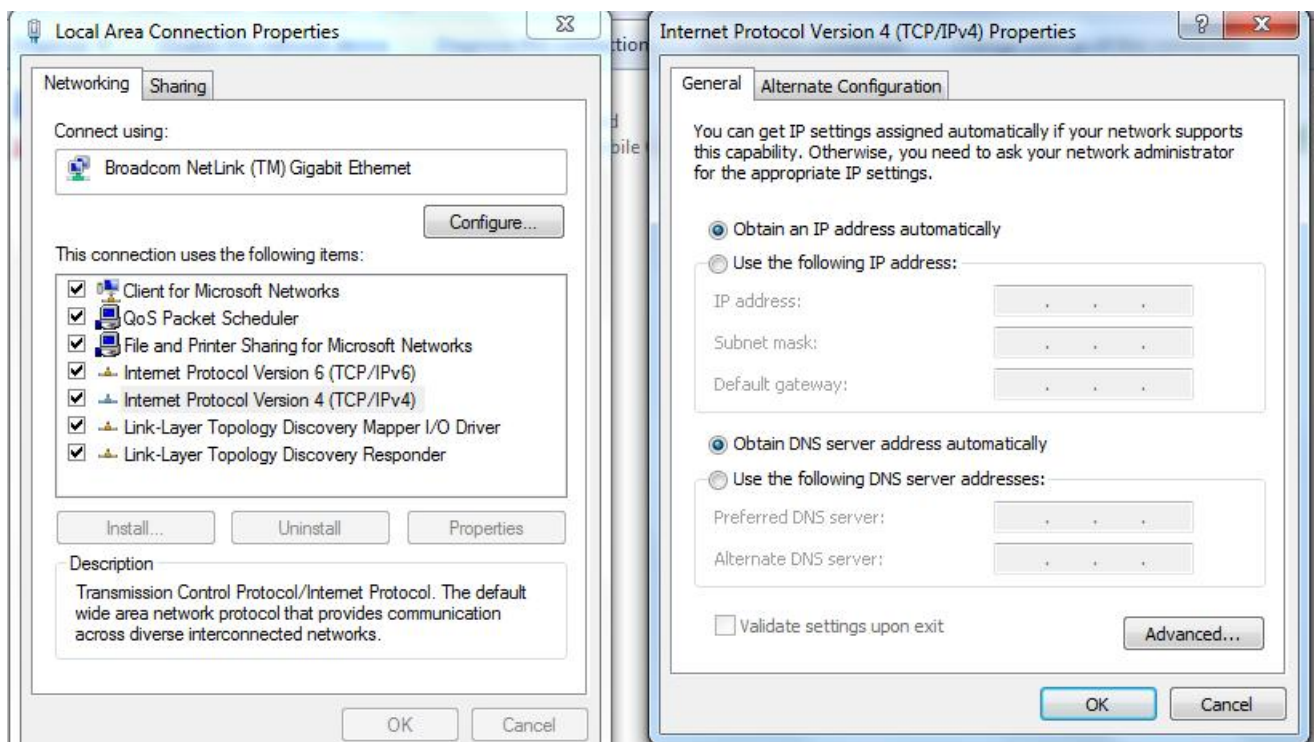 Local Area Connection Properties
Networking
Sharing
Connect using:
Broadcom NetLink (TM) Gigabit Ethernet
Configure...
This connection uses the following items:
Client for Microsoft Networks
QoS Packet Scheduler
File and Printer Sharing for Microsoft Networks
Internet Protocol Version 6 (TCP/IPv6)
Internet Protocol Version 4 (TCP/IPv4)
Link-Layer Topology Discovery Mapper I/O Driver
Link-Layer Topology Discovery Responder
Install...
Uninstall
Properties
Description
Transmission Control Protocol/Internet Protocol. The default
wide area network protocol that provides communication
across diverse interconnected networks.
OK
Cancel
Internet Protocol Version 4 (TCP/IPv4) Properties
General
Alternate Configuration
You can get IP settings assigned automatically if your network supports
this capability. Otherwise, you need to ask your network administrator
for the appropriate IP settings.
Obtain an IP address automatically
Use the following IP address:
IP address:
Subnet mask:
Default gateway:
Obtain DNS server address automatically
Use the following DNS server addresses:
Preferred DNS server:
Alternate DNS server:
Validate settings upon exit
Advanced...
OK
Cancel